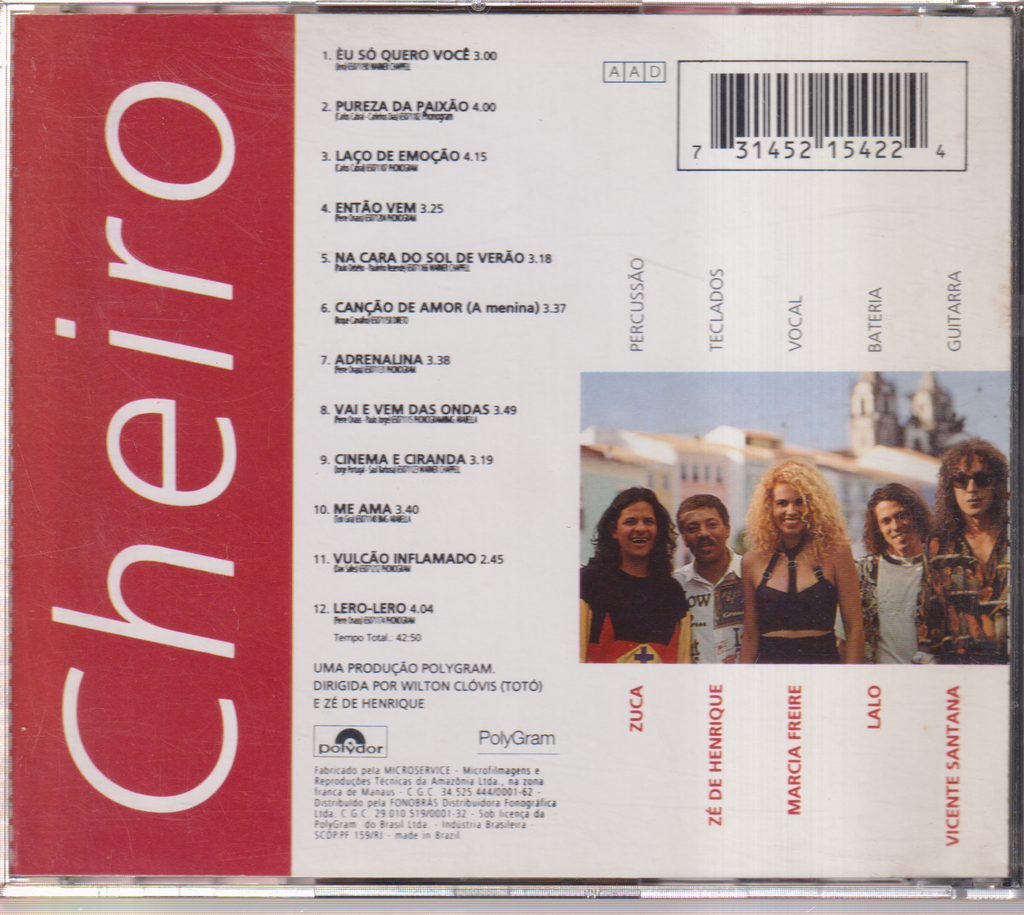 Cheiro
1. ÉU SÓ QUERO VOCÊ 3.00
2. PUREZA DA PAIXÃO 4.00
3. LAÇO DE EMOÇÃO 4.15
4. ENTÃO VEM 3.25
5. NA CARA DO SOL DE VERÃO 3.18
6. CANÇÃO DE AMOR (A menina) 3.37
7. ADRENALINA 3.38
8. VAI E VEM DAS ONDAS 3.49
9. CINEMA E CIRANDA 3.19
10. ME AMA 3.40
11. VULCÃO INFLAMADO 2.45
12. LERO-LERO 4.04
Tempo Total.: 42:50
UMA PRODUÇÃO POLYGRAM.
DIRIGIDA POR WILTON CLÓVIS (TOTÓ)
E ZÉ DE HENRIQUE
polydor
PolyGram
Fabricado pela MICROSERVICE - Microfilmagens e
Reproduções Técnicas da Amazônia Ltda., na zona
franca de Manaus - C.G.C. 34.525.444/0001-62 -
Distribuído pela FONOBRÁS Distribuidora Fonográfica
Ltda. C.G.C. 29.010.519/0001-32 - Sob licença da
PolyGram do Brasil Ltda. - Indústria Brasileira -
SCDP.PF 159/RJ - made in Brazil
AAD
7 31452 15422 4
PERCUSSÃO
TECLADOS
VOCAL
BATERIA
GUITARRA
ZUCA
ZÉ DE HENRIQUE
MARCIA FREIRE
LALO
VICENTE SANTANA